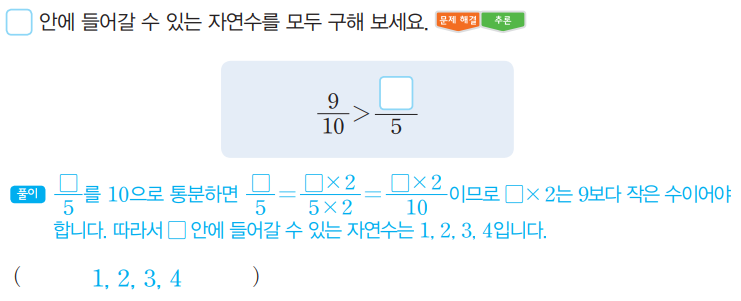 □ 안에 들어갈 수 있는 자연수를 모두 구해 보세요. 문제 해결 추론
9/10 > □/5
풀이 □/5를 10으로 통분하면 □/5 = □×2/5×2 = □×2/10이므로 □×2는 9보다 작은 수이어야
합니다. 따라서 □ 안에 들어갈 수 있는 자연수는 1, 2, 3, 4입니다.
( 1, 2, 3, 4 )